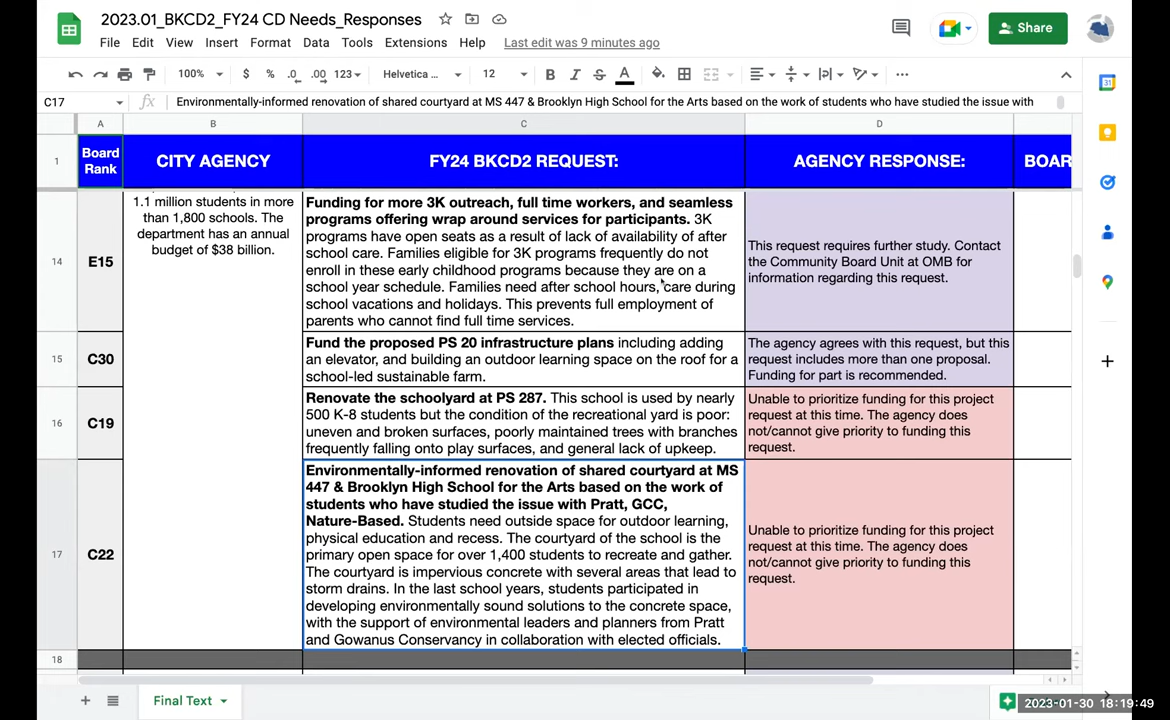 2023.01_BKCD2_FY24 CD Needs_Responses
File Edit View Insert Format Data Tools Extensions Help Last edit was 9 minutes ago
Share
100% $ % .0 .00 123 Helvetica ... 12 B I S A
C17 fx Environmentally-informed renovation of shared courtyard at MS 447 & Brooklyn High School for the Arts based on the work of students who have studied the issue with
A B C D
1
Board
Rank
CITY AGENCY
FY24 BKCD2 REQUEST:
AGENCY RESPONSE:
BOAR
1.1 million students in more
than 1,800 schools. The
department has an annual
budget of $38 billion.
14
E15
Funding for more 3K outreach, full time workers, and seamless
programs offering wrap around services for participants. 3K
programs have open seats as a result of lack of availability of after
school care. Families eligible for 3K programs frequently do not
enroll in these early childhood programs because they are on a
school year schedule. Families need after school hours, care during
school vacations and holidays. This prevents full employment of
parents who cannot find full time services.
This request requires further study. Contact
the Community Board Unit at OMB for
information regarding this request.
15
C30
Fund the proposed PS 20 infrastructure plans including adding
an elevator, and building an outdoor learning space on the roof for a
school-led sustainable farm.
The agency agrees with this request, but this
request includes more than one proposal.
Funding for part is recommended.
16
C19
Renovate the schoolyard at PS 287. This school is used by nearly
500 K-8 students but the condition of the recreational yard is poor:
uneven and broken surfaces, poorly maintained trees with branches
frequently falling onto play surfaces, and general lack of upkeep.
Unable to prioritize funding for this project
request at this time. The agency does
not/cannot give priority to funding this
request.
17
C22
Environmentally-informed renovation of shared courtyard at MS
447 & Brooklyn High School for the Arts based on the work of
students who have studied the issue with Pratt, GCC,
Nature-Based. Students need outside space for outdoor learning,
physical education and recess. The courtyard of the school is the
primary open space for over 1,400 students to recreate and gather.
The courtyard is impervious concrete with several areas that lead to
storm drains. In the last school years, students participated in
developing environmentally sound solutions to the concrete space,
with the support of environmental leaders and planners from Pratt
and Gowanus Conservancy in collaboration with elected officials.
Unable to prioritize funding for this project
request at this time. The agency does
not/cannot give priority to funding this
request.
18
Final Text
2023-01-30 18:19:49